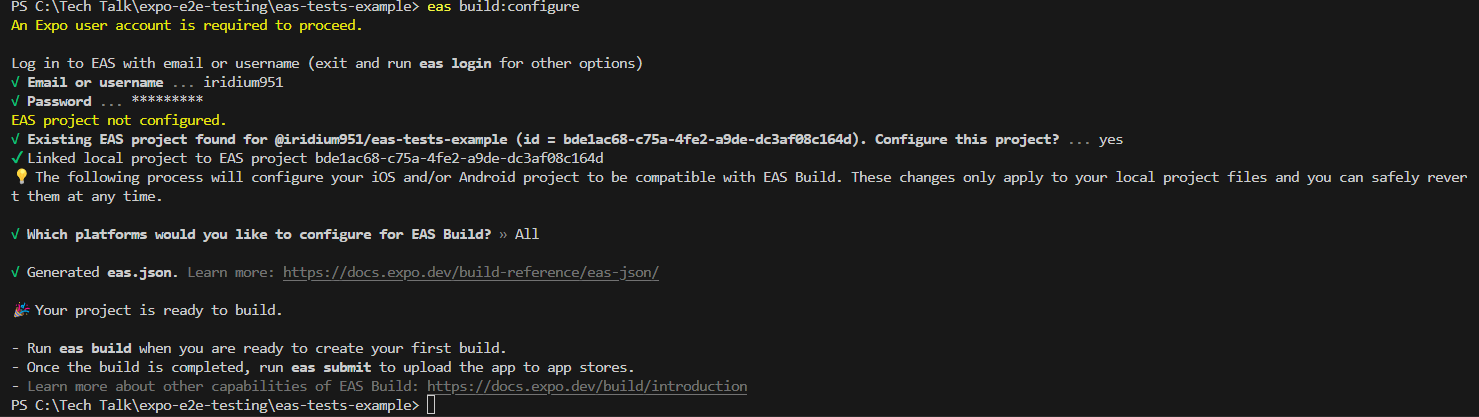 PS C:\Tech Talk\expo-e2e-testing\eas-tests-example> eas build:configure
An Expo user account is required to proceed.
Log in to EAS with email or username (exit and run eas login for other options)
√ Email or username ... iridium951
√ Password ... *********
EAS project not configured.
√ Existing EAS project found for @iridium951/eas-tests-example (id = bde1ac68-c75a-4fe2-a9de-dc3af08c164d). Configure this project? ... yes
✓ Linked local project to EAS project bde1ac68-c75a-4fe2-a9de-dc3af08c164d
💡 The following process will configure your iOS and/or Android project to be compatible with EAS Build. These changes only apply to your local project files and you can safely rever
t them at any time.
√ Which platforms would you like to configure for EAS Build? » All
√ Generated eas.json. Learn more: https://docs.expo.dev/build-reference/eas-json/
🎉 Your project is ready to build.
- Run eas build when you are ready to create your first build.
- Once the build is completed, run eas submit to upload the app to app stores.
- Learn more about other capabilities of EAS Build: https://docs.expo.dev/build/introduction
PS C:\Tech Talk\expo-e2e-testing\eas-tests-example>